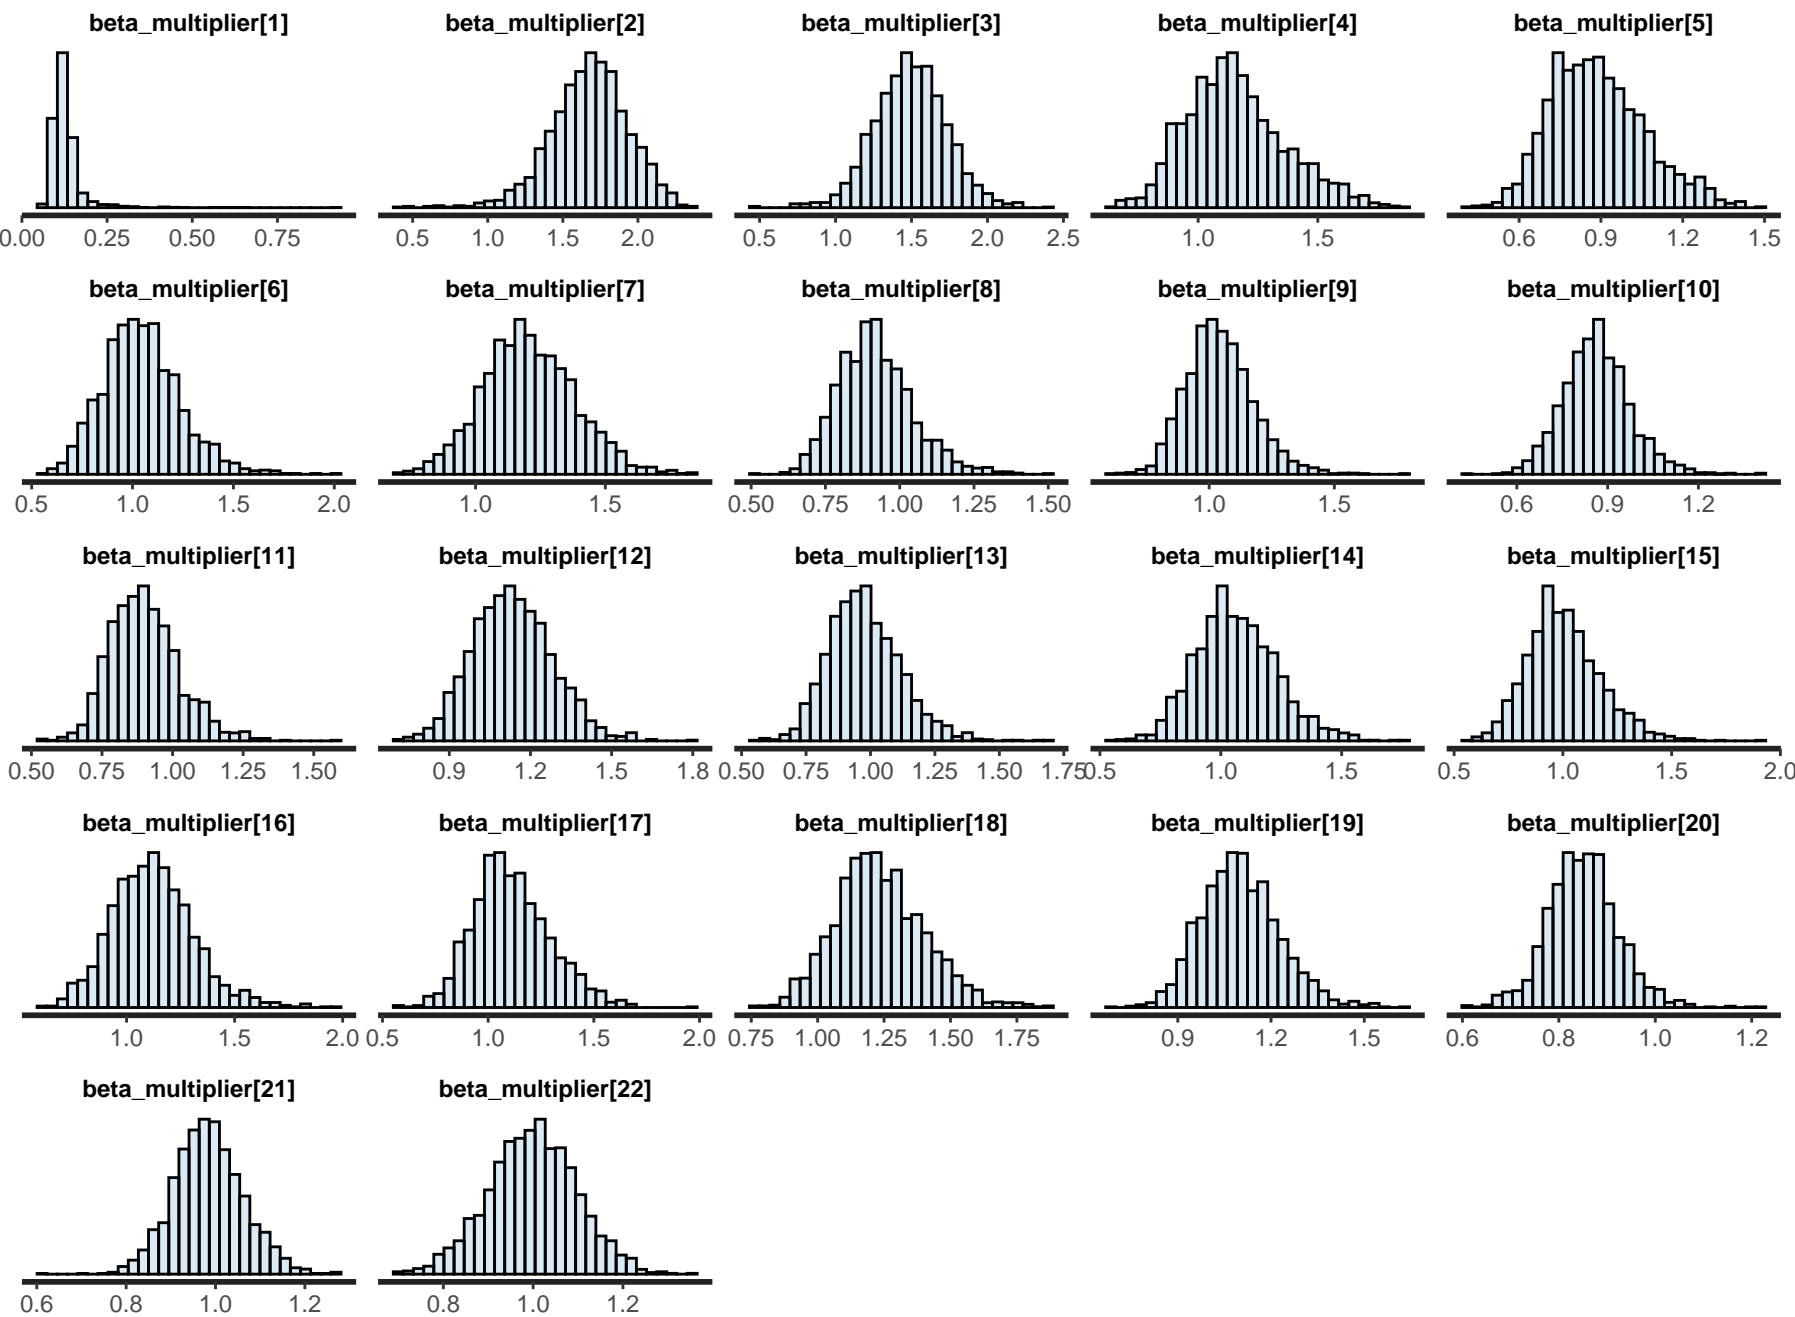 beta_multiplier[1] beta_multiplier[2] beta_multiplier[3] beta_multiplier[4] beta_multiplier[5]
0.00 0.25 0.50 0.75 0.5 1.0 1.5 2.0 0.5 1.0 1.5 2.0 2.5 1.0 1.5 0.6 0.9 1.2 1.5
beta_multiplier[6] beta_multiplier[7] beta_multiplier[8] beta_multiplier[9] beta_multiplier[10]
0.5 1.0 1.5 2.0 1.0 1.5 0.50 0.75 1.00 1.25 1.50 1.0 1.5 0.6 0.9 1.2
beta_multiplier[11] beta_multiplier[12] beta_multiplier[13] beta_multiplier[14] beta_multiplier[15]
0.50 0.75 1.00 1.25 1.50 0.9 1.2 1.5 1.8 0.50 0.75 1.00 1.25 1.50 1.75 0.5 1.0 1.5 0.5 1.0 1.5 2.0
beta_multiplier[16] beta_multiplier[17] beta_multiplier[18] beta_multiplier[19] beta_multiplier[20]
1.0 1.5 2.0 0.5 1.0 1.5 2.0 0.75 1.00 1.25 1.50 1.75 0.9 1.2 1.5 0.6 0.8 1.0 1.2
beta_multiplier[21] beta_multiplier[22]
0.6 0.8 1.0 1.2 0.8 1.0 1.2